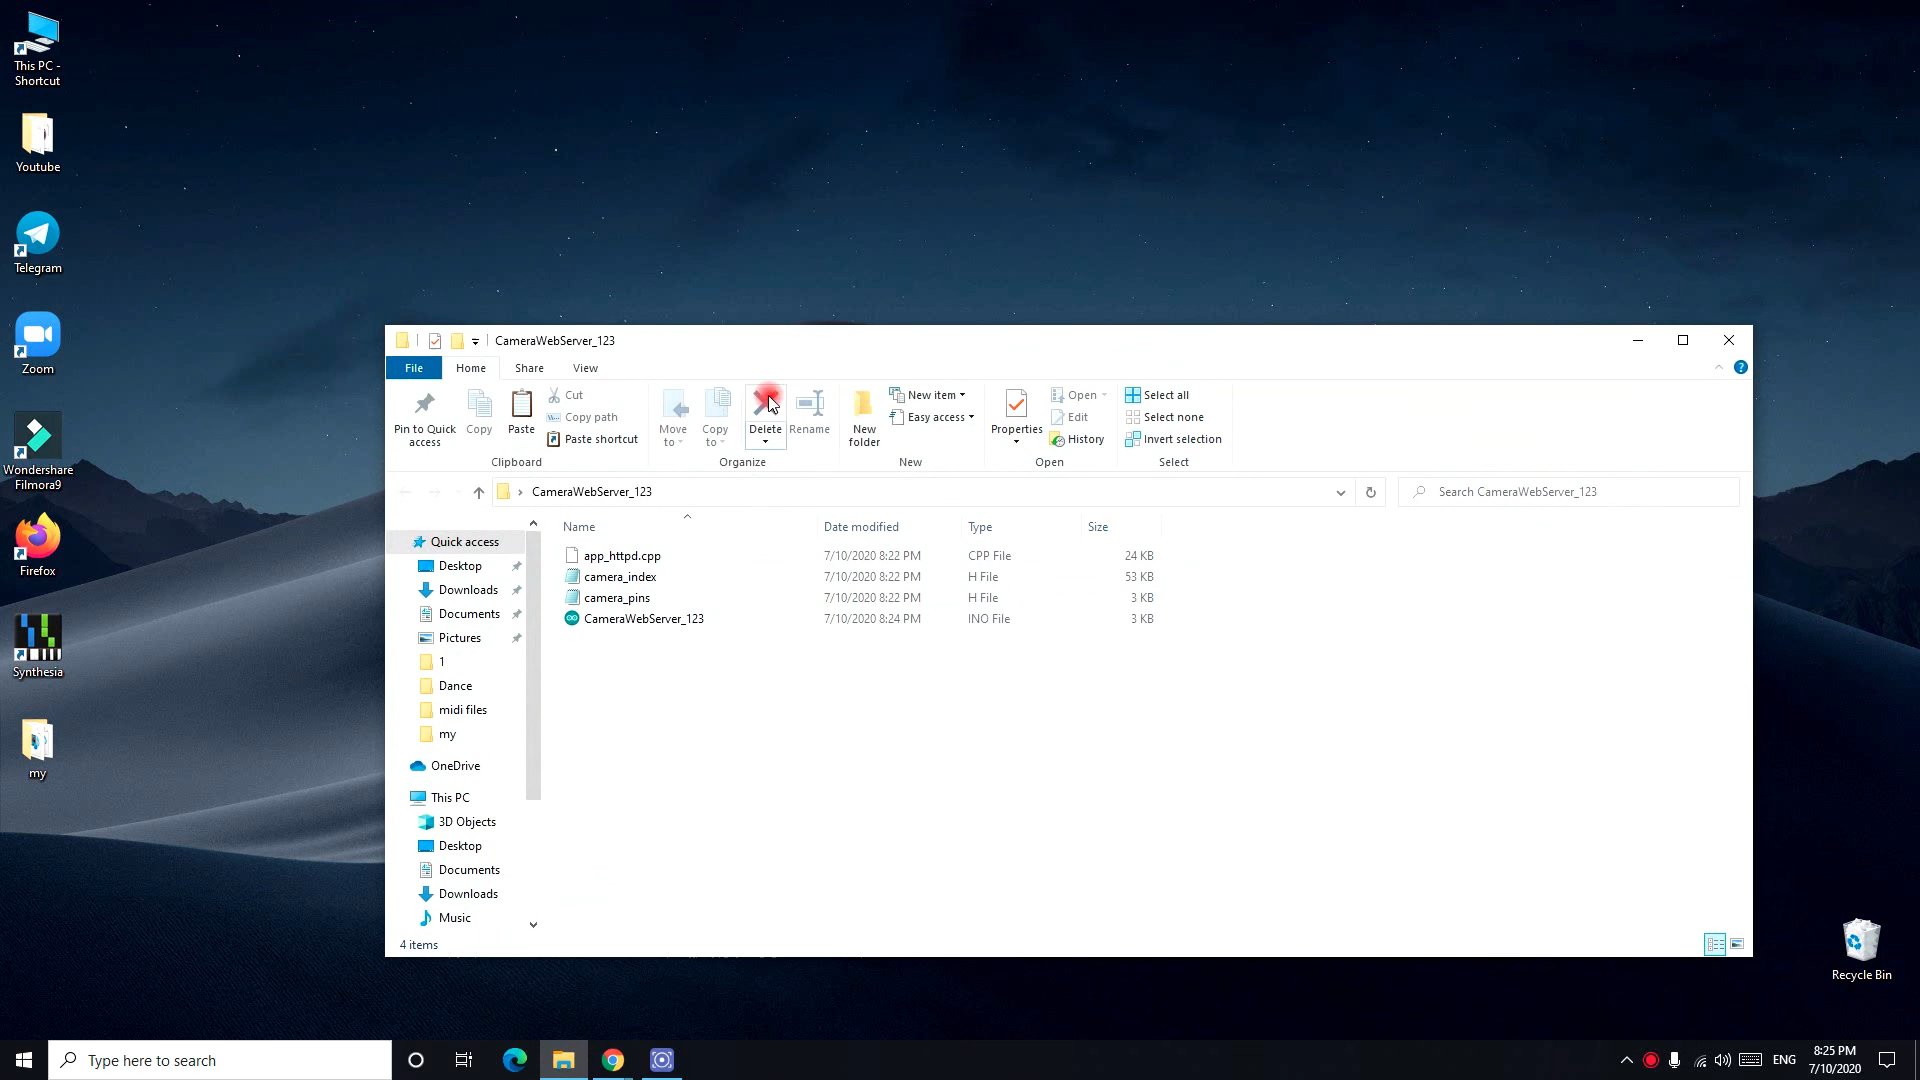 This PC -
Shortcut
Youtube
Telegram
Zoom
Wondershare
Filmora9
Firefox
Synthesia
my
CameraWebServer_123
File
Home
Share
View
Pin to Quick
access
Copy
Paste
Cut
Copy path
Paste shortcut
Clipboard
Move
to
Copy
to
Delete
Rename
Organize
New
folder
New item
Easy access
New
Properties
Open
Edit
History
Open
Select all
Select none
Invert selection
Select
CameraWebServer_123
Search CameraWebServer_123
Quick access
Desktop
Downloads
Documents
Pictures
1
Dance
midi files
my
OneDrive
This PC
3D Objects
Desktop
Documents
Downloads
Music
Name Date modified Type Size
app_httpd.cpp 7/10/2020 8:22 PM CPP File 24 KB
camera_index 7/10/2020 8:22 PM H File 53 KB
camera_pins 7/10/2020 8:22 PM H File 3 KB
CameraWebServer_123 7/10/2020 8:24 PM INO File 3 KB
4 items
Recycle Bin
Type here to search
ENG
8:25 PM
7/10/2020